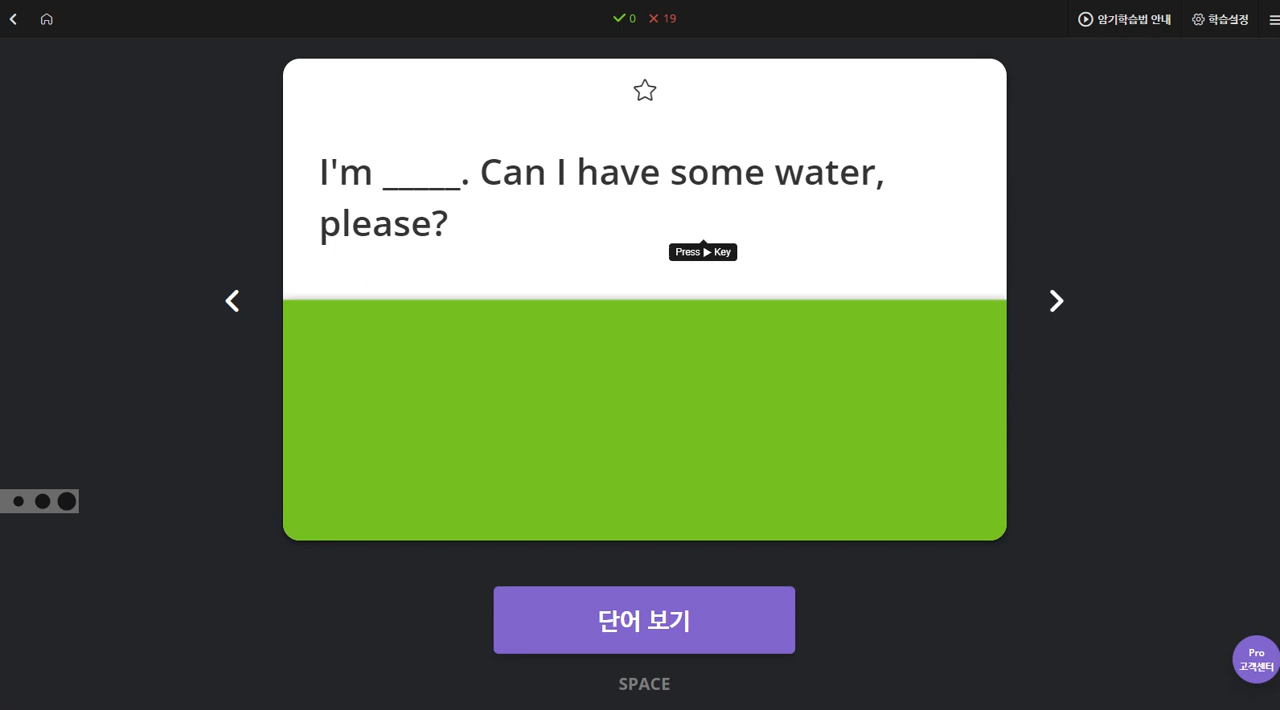 0 19 암기학습법 안내 학습설정
I'm _____. Can I have some water,
please?
Press ▶ Key
단어 보기
SPACE
Pro
고객센터